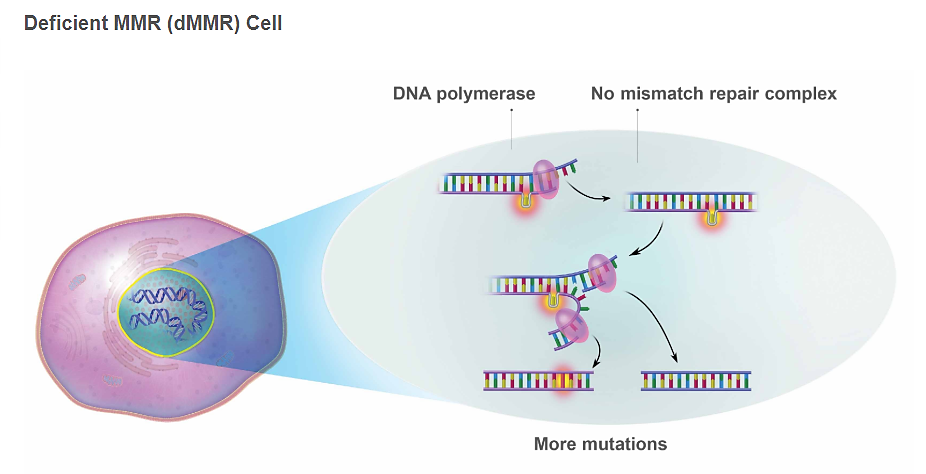 Deficient MMR (dMMR) Cell
DNA polymerase
No mismatch repair complex
More mutations